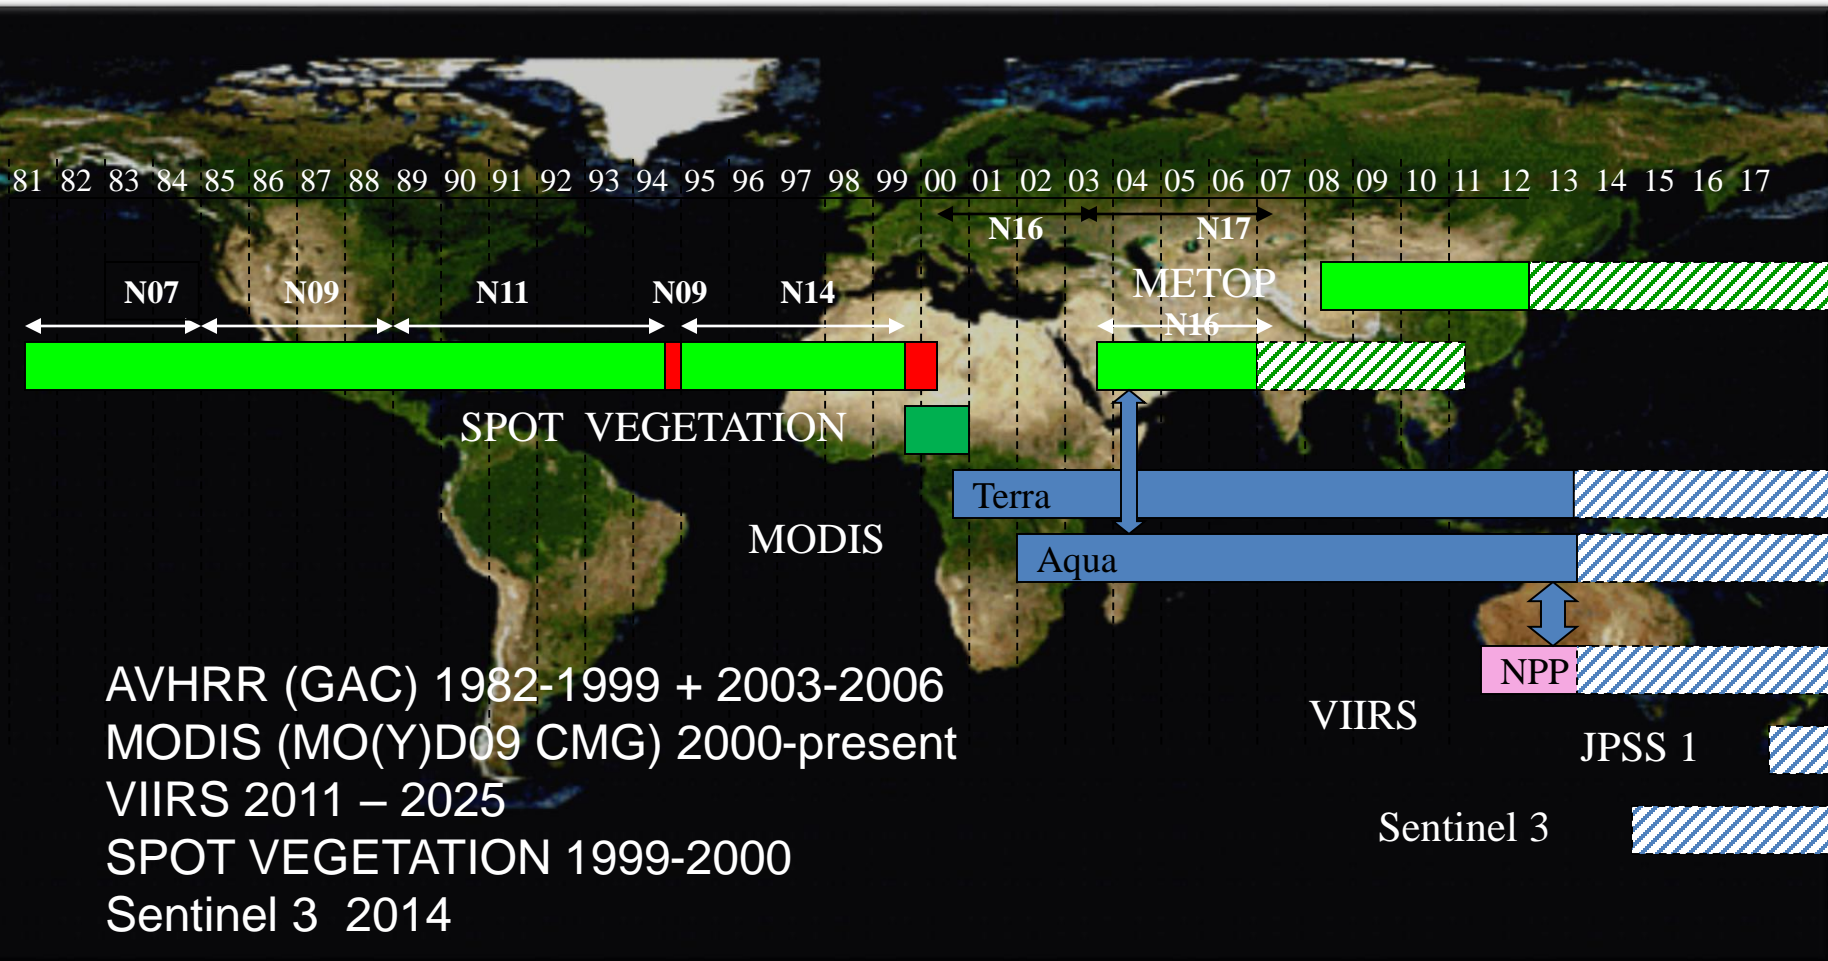 81 82 83 84 85 86 87 88 89 90 91 92 93 94 95 96 97 98 99 00 01 02 03 04 05 06 07 08 09 10 11 12 13 14 15 16 17
N16 N17
METOP
N07 N09 N11 N09 N14
N16
SPOT VEGETATION
Terra
MODIS
Aqua
NPP
VIIRS
JPSS 1
Sentinel 3
AVHRR (GAC) 1982-1999 + 2003-2006
MODIS (MO(Y)D09 CMG) 2000-present
VIIRS 2011 – 2025
SPOT VEGETATION 1999-2000
Sentinel 3 2014